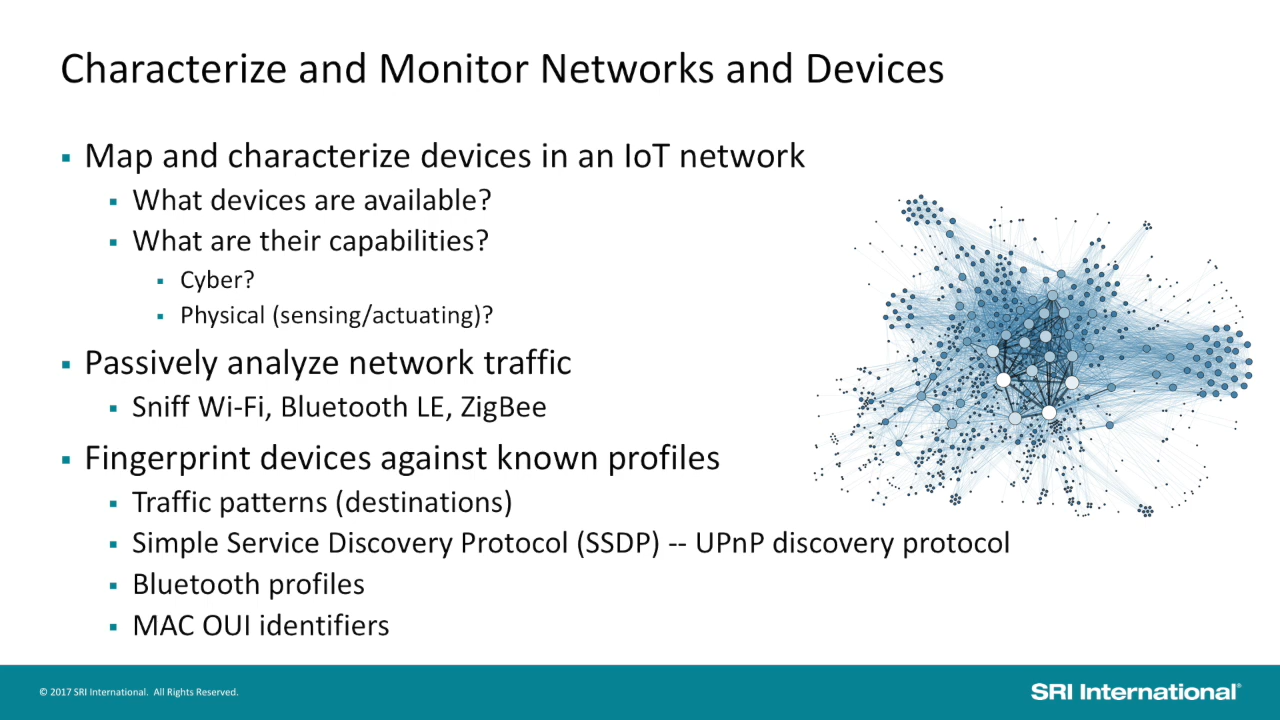 Characterize and Monitor Networks and Devices
Map and characterize devices in an IoT network
What devices are available?
What are their capabilities?
Cyber?
Physical (sensing/actuating)?
Passively analyze network traffic
Sniff Wi-Fi, Bluetooth LE, ZigBee
Fingerprint devices against known profiles
Traffic patterns (destinations)
Simple Service Discovery Protocol (SSDP) -- UPnP discovery protocol
Bluetooth profiles
MAC OUI identifiers
© 2017 SRI International. All Rights Reserved.
SRI International®